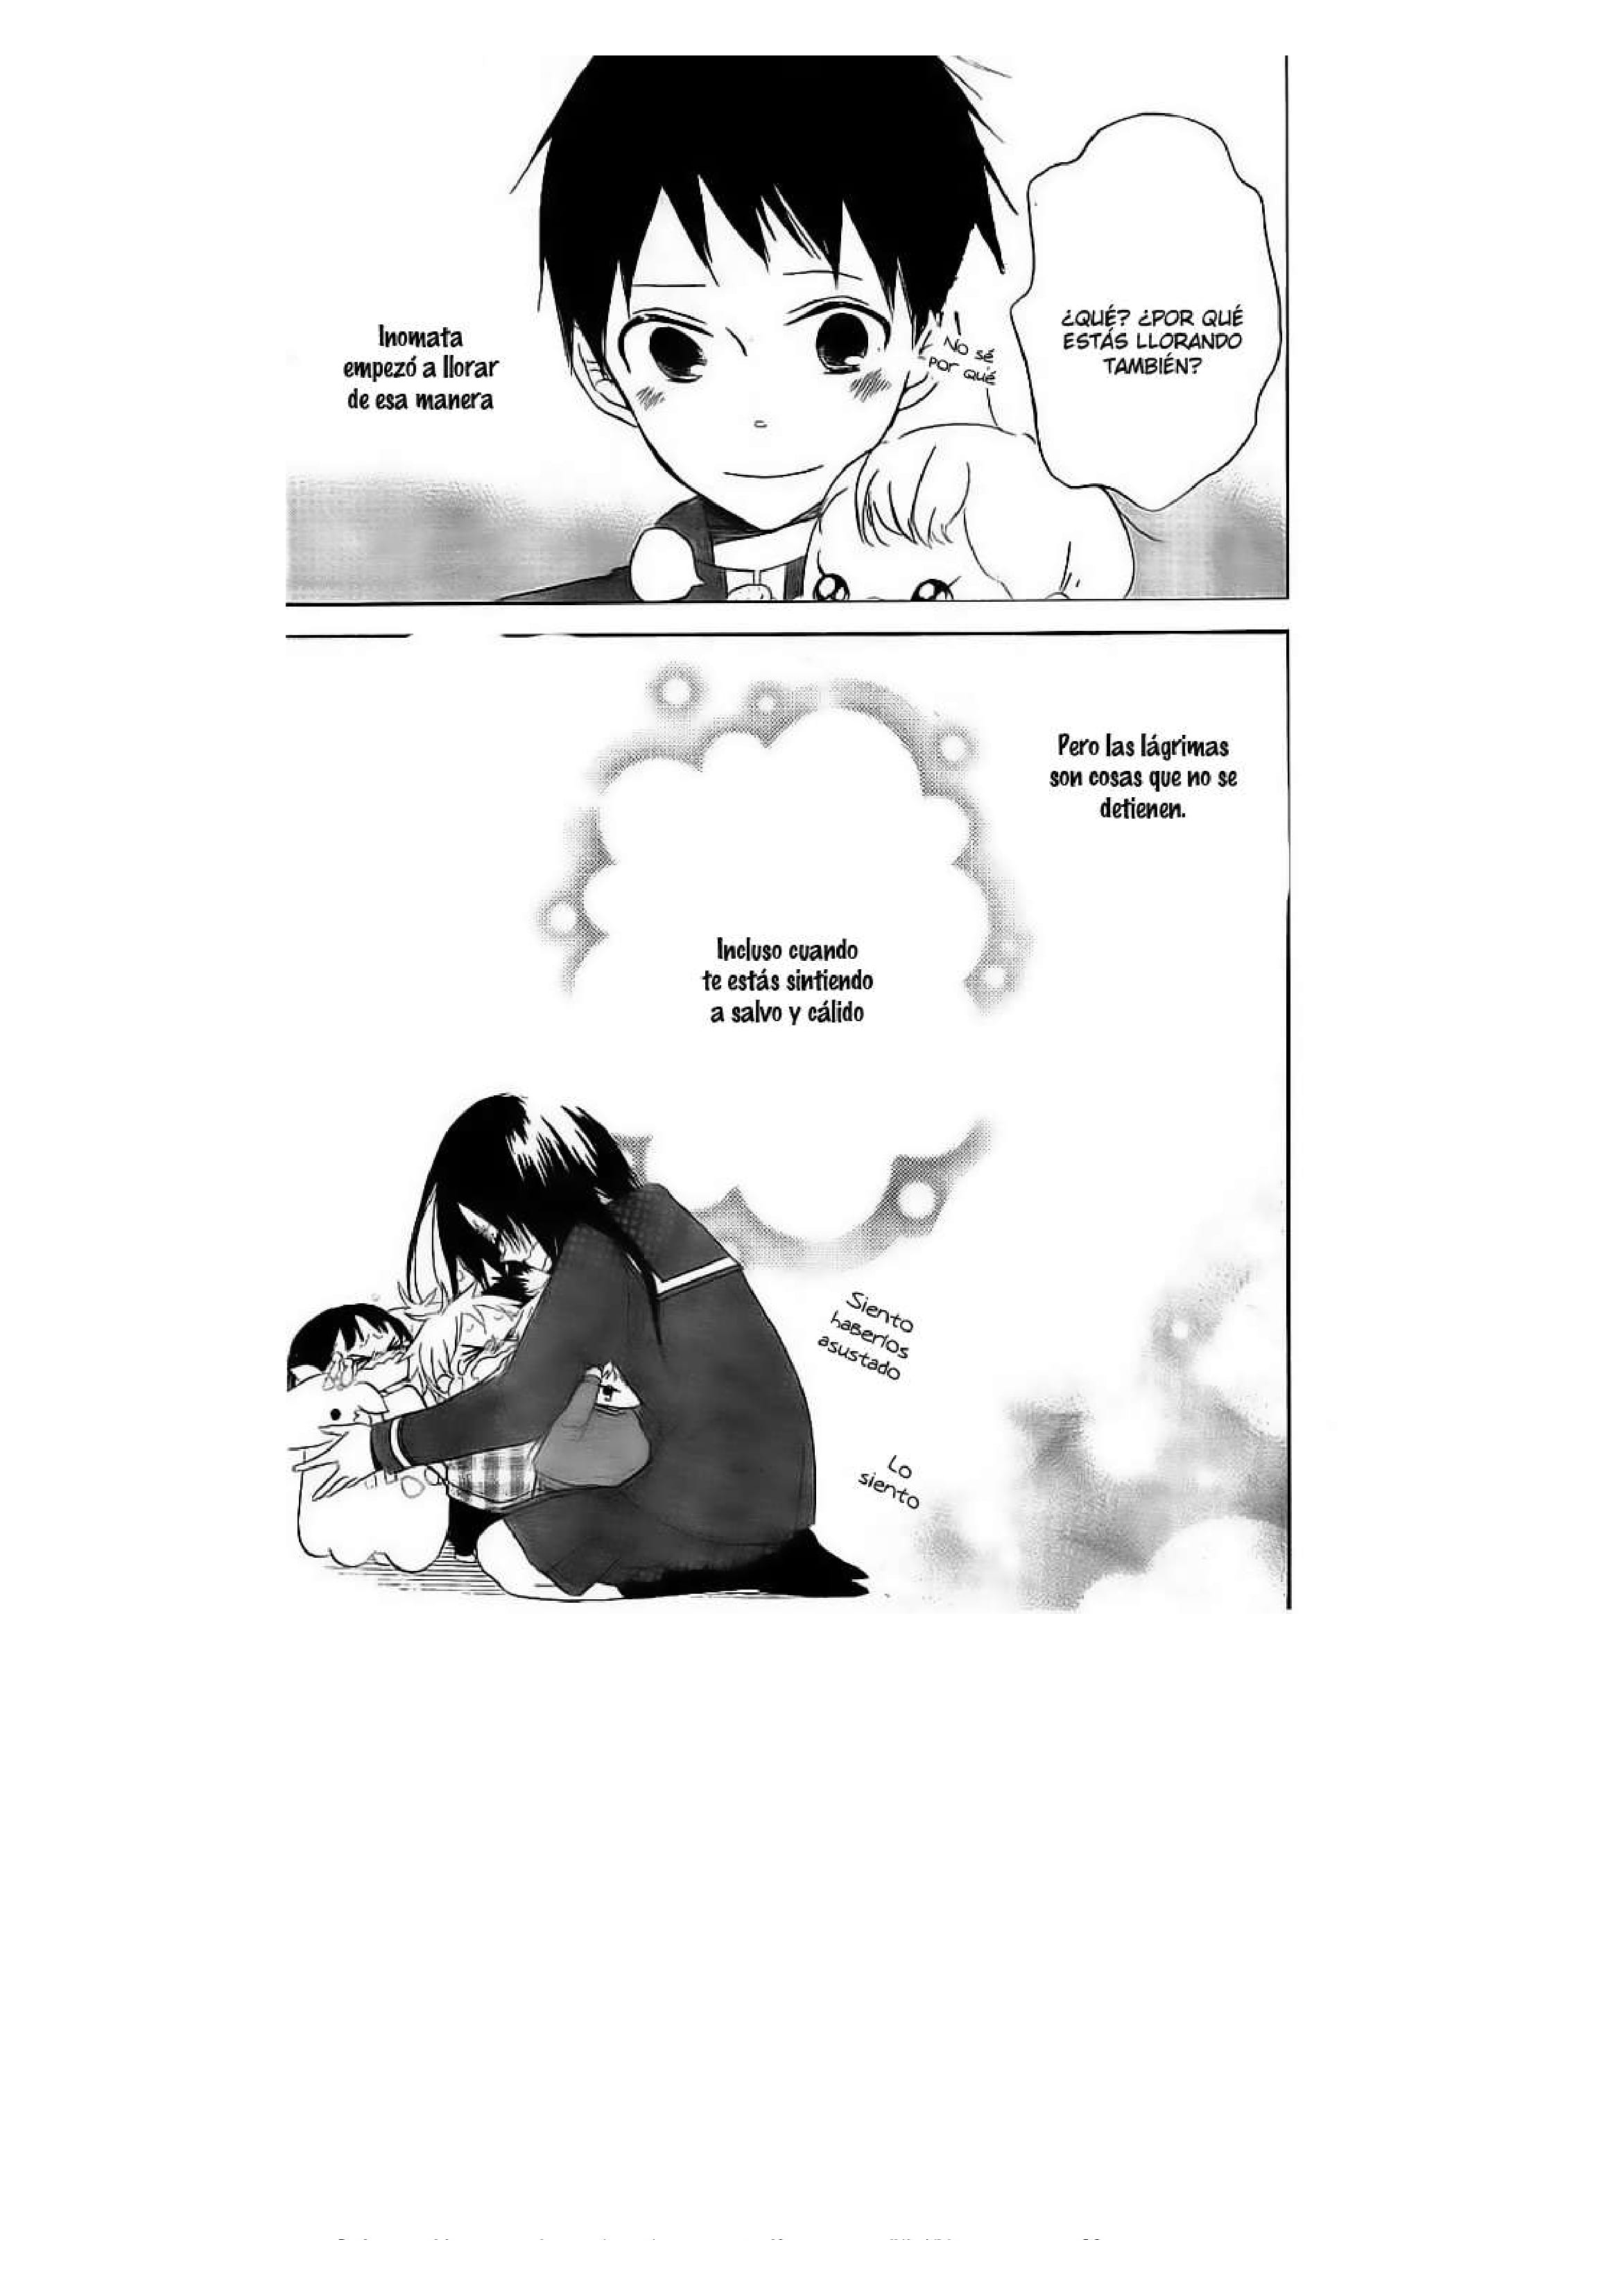 ¿QUÉ? ¿POR QUÉ
ESTÁS LLORANDO
TAMBIÉN?
No sé
por qué
Inomata
empezó a llorar
de esa manera
Pero las lágrimas
son cosas que no se
detienen.
Incluso cuando
te estás sintiendo
a salvo y cálido
Siento
haberlos
asustado
Lo
siento